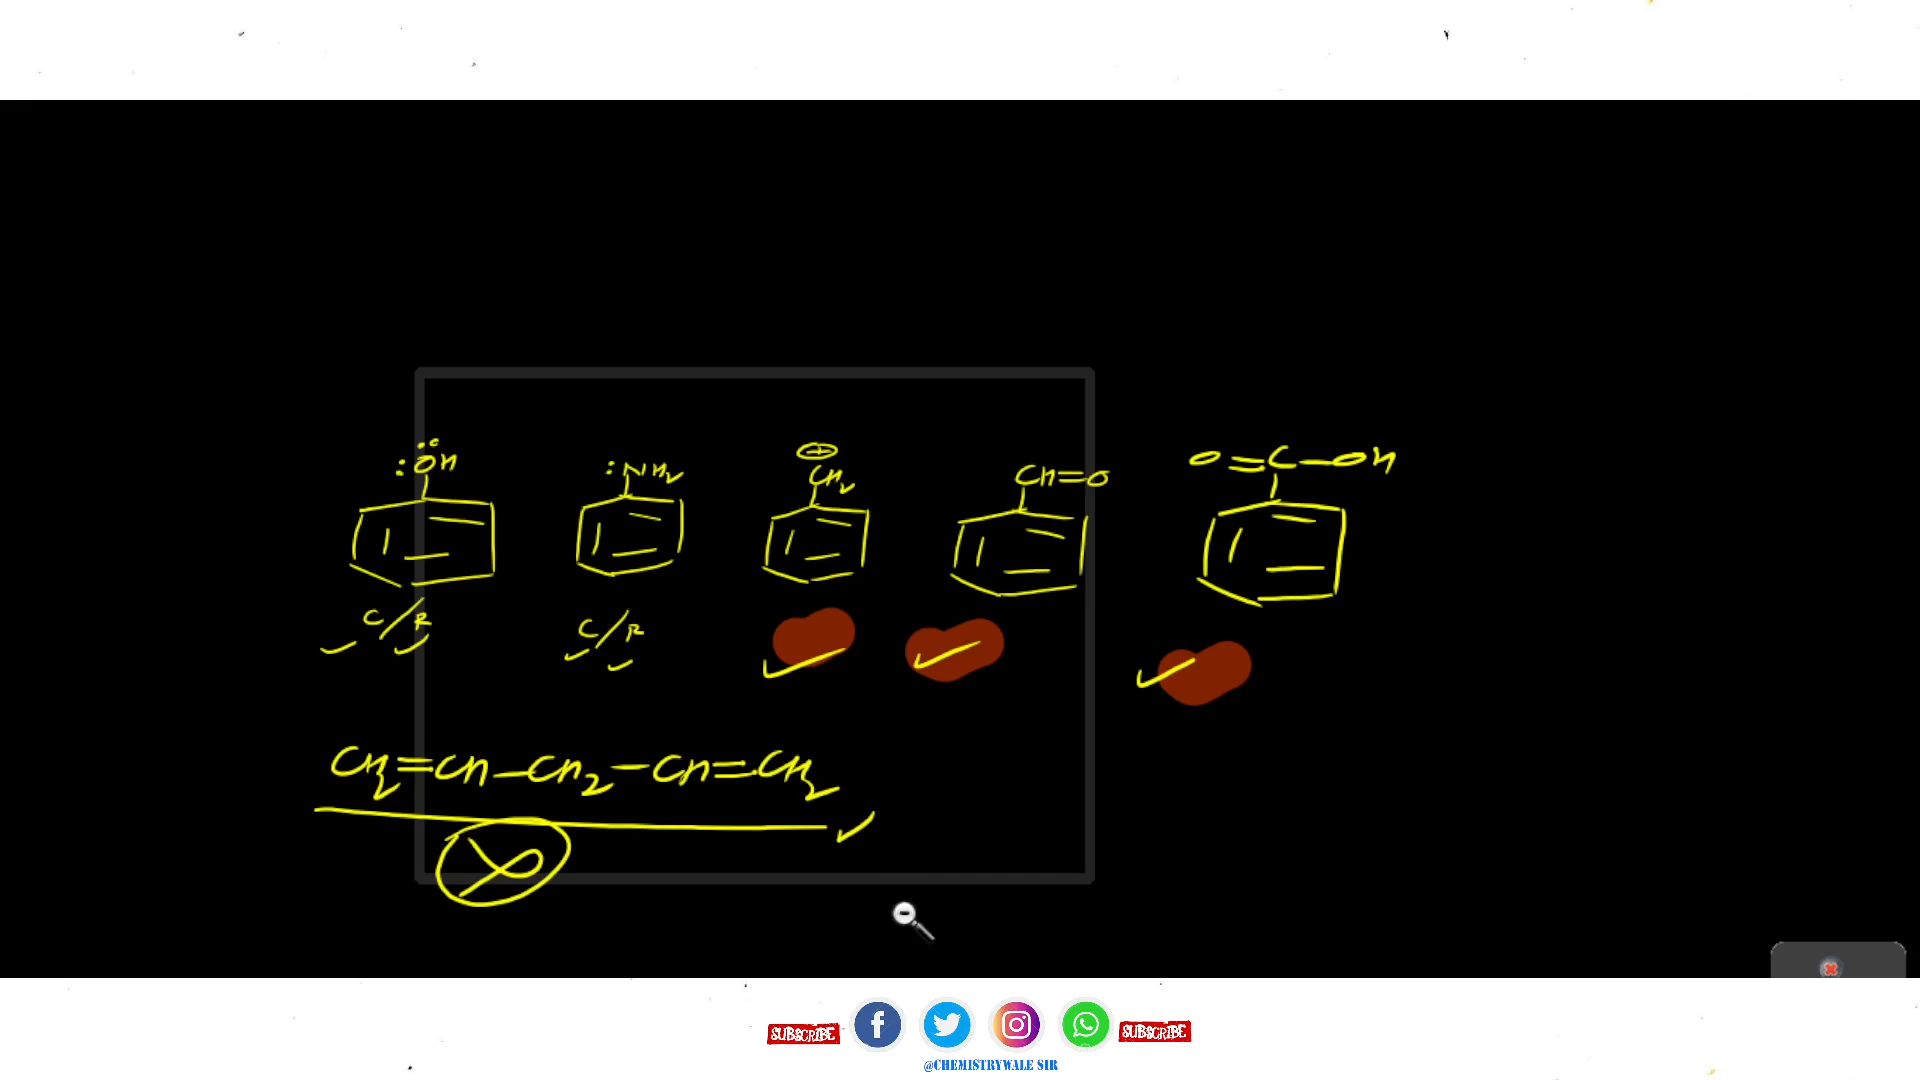 :ÖH :NH₂ ⊕ CH₂ CH=O O=C–OH
C/R C/R
CH₂=CH–CH₂–CH=CH₂
SUBSCRIBE SUBSCRIBE
@CHEMISTRYWALE SIR